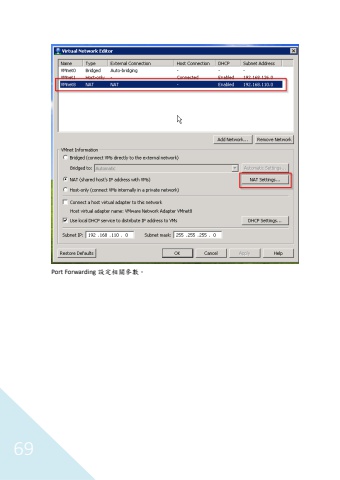 Virtual Network Editor
Name Type External Connection Host Connection DHCP Subnet Address
VMnet0 Bridged Auto-bridging - - -
VMnet1 Host-only - Connected Enabled 192.168.136.0
VMnet8 NAT NAT - Enabled 192.168.110.0
Add Network... Remove Network
VMnet Information
Bridged (connect VMs directly to the external network)
Bridged to: Automatic Automatic Settings...
NAT (shared host's IP address with VMs) NAT Settings...
Host-only (connect VMs internally in a private network)
Connect a host virtual adapter to this network
Host virtual adapter name: VMware Network Adapter VMnet8
Use local DHCP service to distribute IP address to VMs DHCP Settings...
Subnet IP: 192 .168 .110 . 0 Subnet mask: 255 .255 .255 . 0
Restore Defaults OK Cancel Apply Help
Port Forwarding 設定相關參數。
69